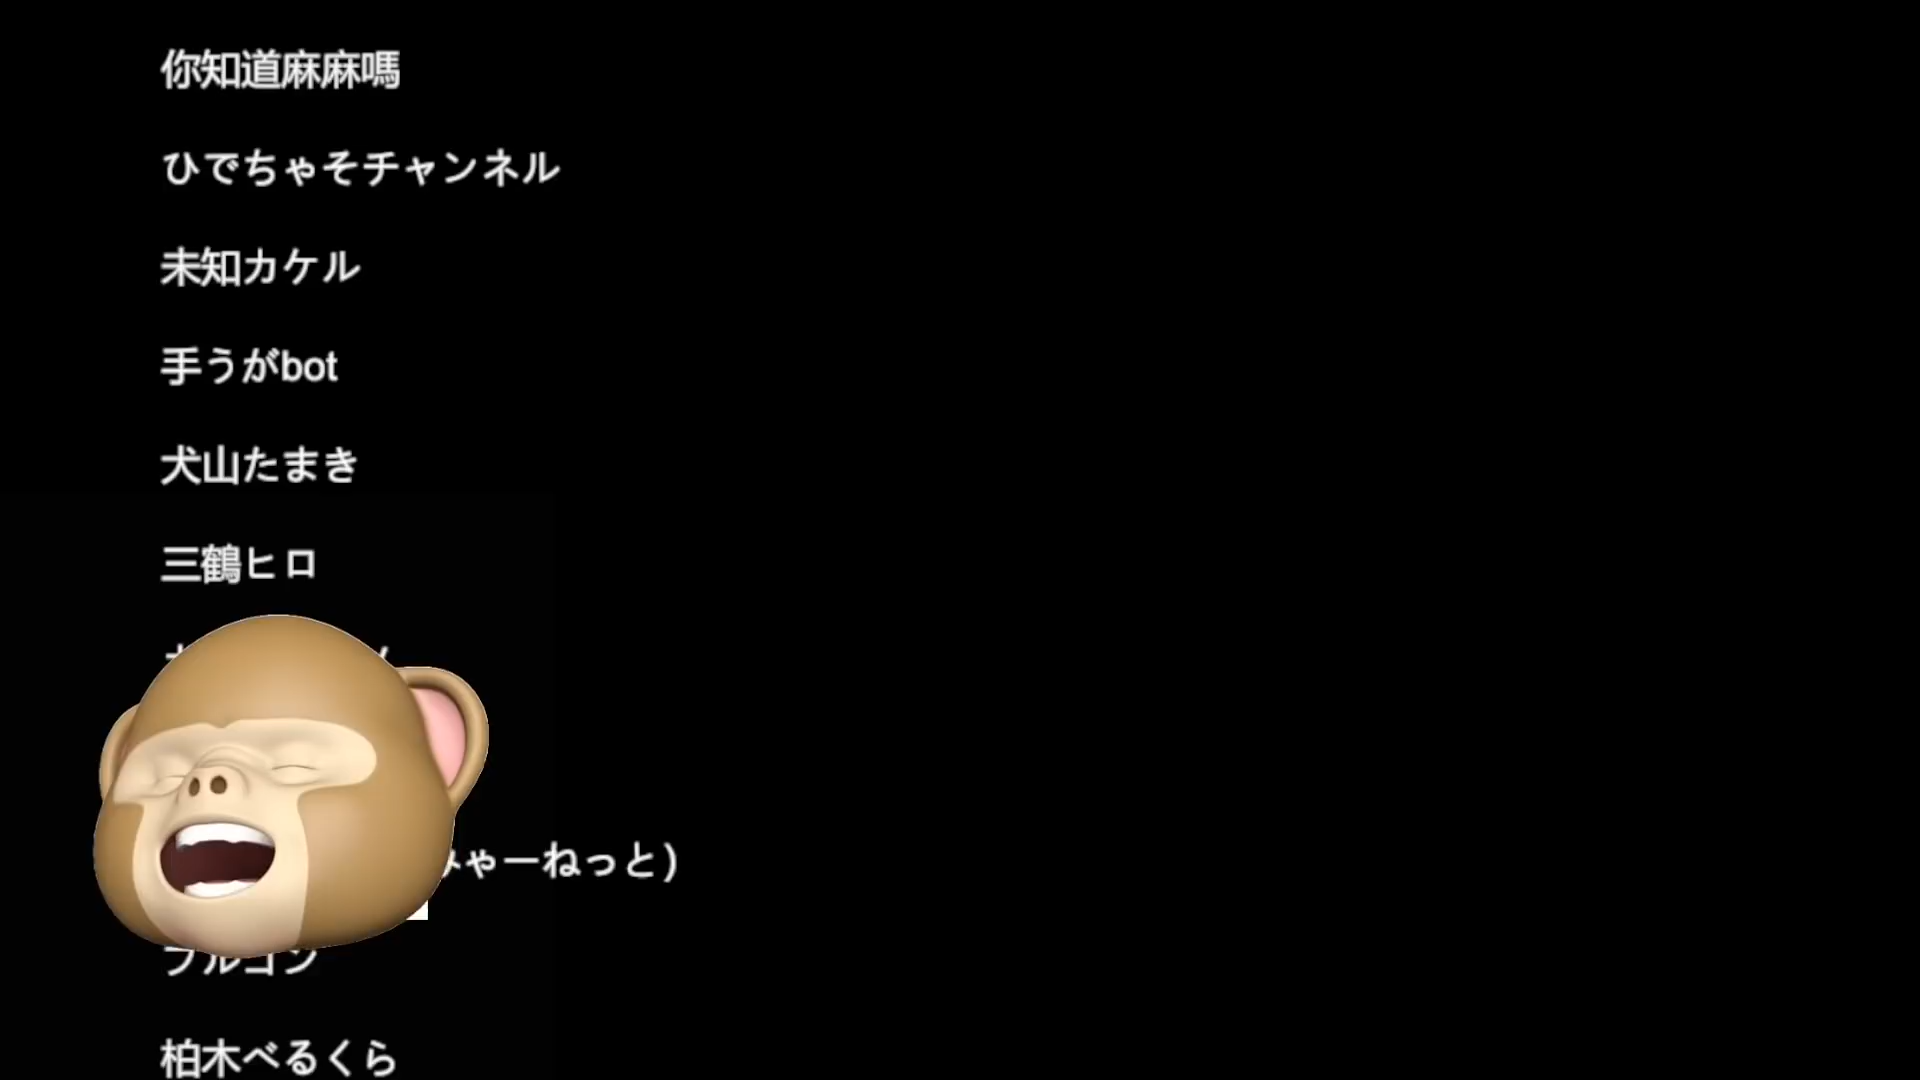 你知道麻麻嗎
ひでちゃそチャンネル
未知カケル
手うがbot
犬山たまき
三鶴ヒロ
ゃーねっと)
柏木べるくら